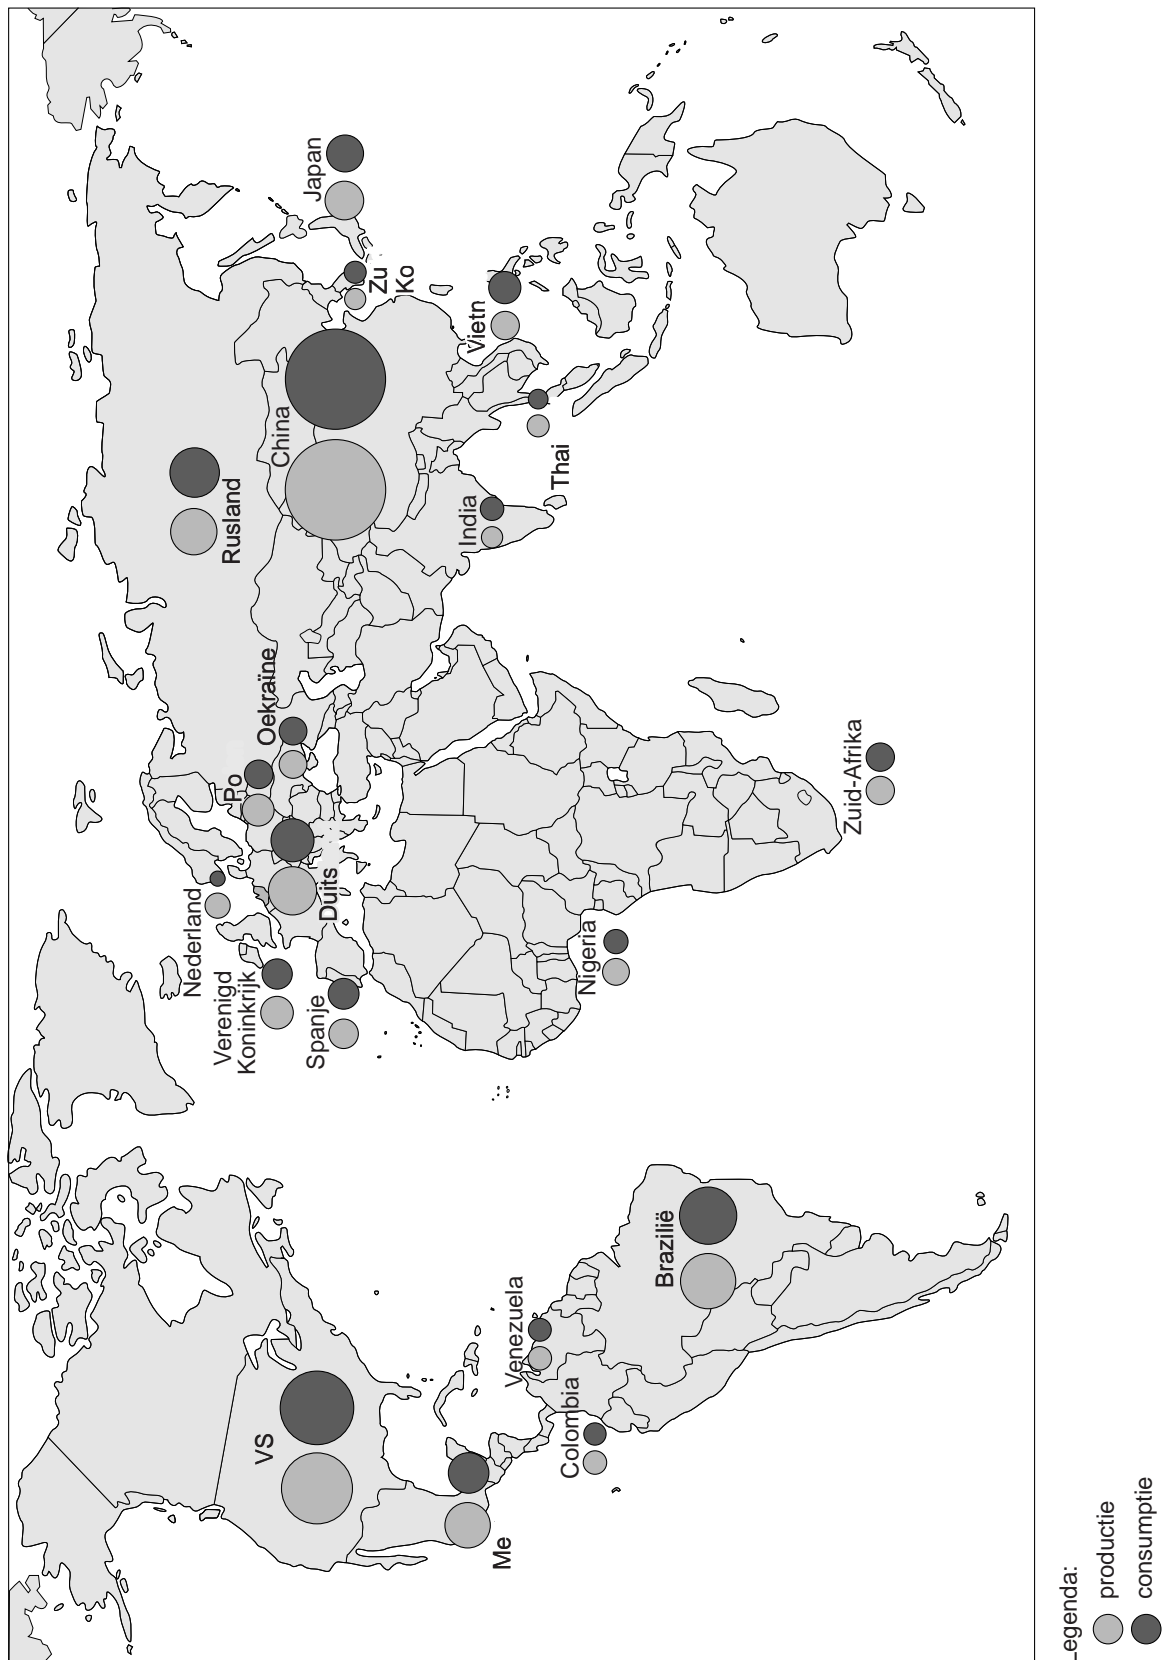 VS
Me
Colombia
Venezuela
Brazilië
Nederland
Verenigd
Koninkrijk
Spanje
Duits
Po
Oekraïne
Nigeria
Zuid-Afrika
Rusland
China
India
Thai
Vietn
Zu
Ko
Japan
Legenda:
productie
consumptie